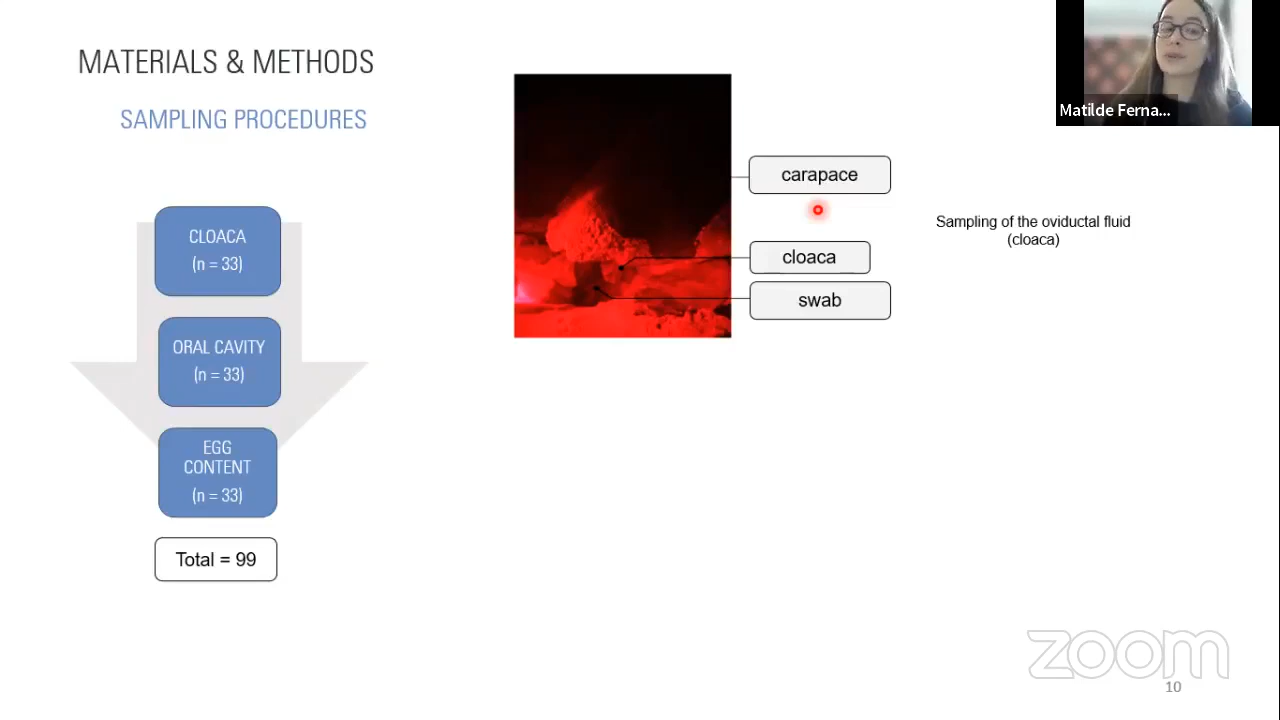 MATERIALS & METHODS
SAMPLING PROCEDURES
CLOACA
(n = 33)
ORAL CAVITY
(n = 33)
EGG
CONTENT
(n = 33)
Total = 99
carapace
cloaca
swab
Sampling of the oviductal fluid
(cloaca)
Matilde Ferna...
zoom
10